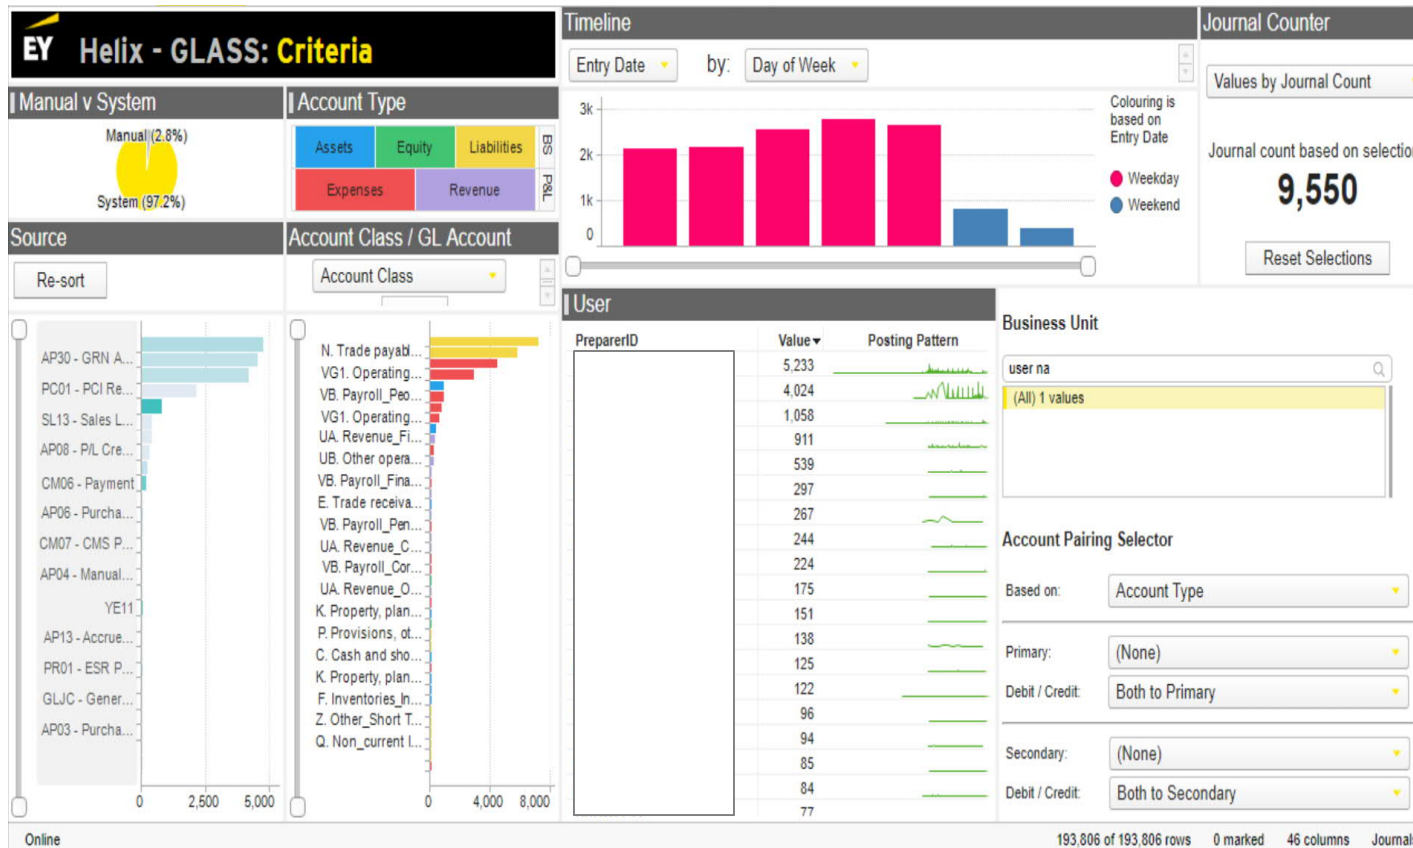 EY Helix - GLASS: Criteria
Manual v System
Manual (2.8%)
System (97.2%)
Account Type
Assets Equity Liabilities BS
Expenses Revenue P&L
Source
Re-sort
AP30 - GRN A...
PC01 - PCI Re...
SL13 - Sales L...
AP08 - P/L Cre...
CM06 - Payment
AP06 - Purcha...
CM07 - CMS P...
AP04 - Manual...
YE11
AP13 - Accrue...
PR01 - ESR P...
GLJC - Gener...
AP03 - Purcha...
0 2,500 5,000
Account Class / GL Account
Account Class
N. Trade payabl...
VG1. Operating...
VB. Payroll_Peo...
VG1. Operating...
UA. Revenue_Fi...
UB. Other opera...
VB. Payroll_Fina...
E. Trade receiva...
VB. Payroll_Pen...
UA. Revenue_C...
VB. Payroll_Cor...
UA. Revenue_O...
K. Property, plan...
P. Provisions, ot...
C. Cash and sho...
K. Property, plan...
F. Inventories_In...
Z. Other_Short T...
Q. Non_current l...
0 4,000 8,000
Timeline
Entry Date by: Day of Week
3k
2k
1k
0
Colouring is
based on
Entry Date
Weekday
Weekend
Journal Counter
Values by Journal Count
Journal count based on selectio
9,550
Reset Selections
User
PreparerID Value Posting Pattern
5,233
4,024
1,058
911
539
297
267
244
224
175
151
138
125
122
96
94
85
84
77
Business Unit
user na
(All) 1 values
Account Pairing Selector
Based on: Account Type
Primary: (None)
Debit / Credit: Both to Primary
Secondary: (None)
Debit / Credit: Both to Secondary
Online
193,806 of 193,806 rows 0 marked 46 columns Journals